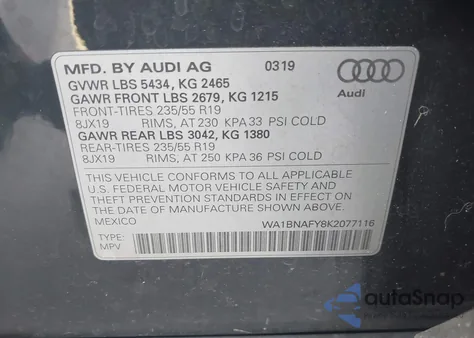 MFD. BY AUDI AG 03.19
GVWR LBS 5434, KG 2465
GAWR FRONT LBS 2679, KG 1215
FRONT-TIRES 235/55 R19
8JX19 RIMS, AT 230 KPA 33 PSI COLD
GAWR REAR LBS 3042, KG 1380
REAR-TIRES 235/55 R19
8JX19 RIMS, AT 250 KPA 36 PSI COLD
Audi
THIS VEHICLE CONFORMS TO ALL APPLICABLE
U.S. FEDERAL MOTOR VEHICLE SAFETY AND
THEFT PREVENTION STANDARDS IN EFFECT ON
THE DATE OF MANUFACTURE SHOWN ABOVE.
MEXICO WA1BNAFY8K2077116
TYPE:
MPV
autaSnap